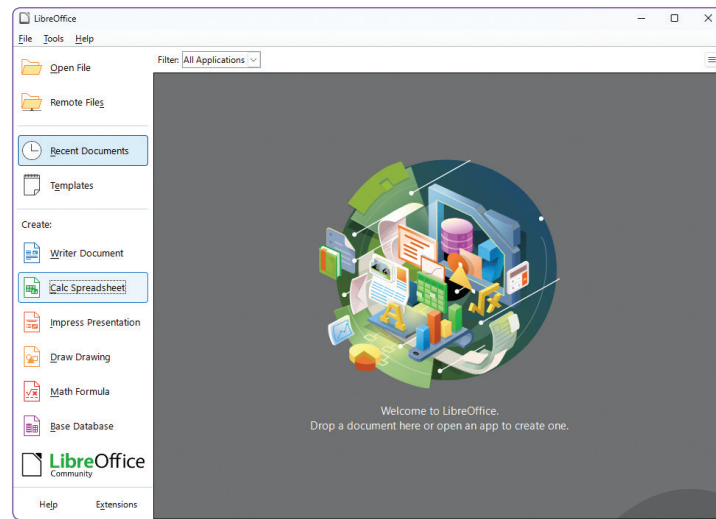 LibreOffice
File Tools Help
Open File
Remote Files
Recent Documents
Templates
Create:
Writer Document
Calc Spreadsheet
Impress Presentation
Draw Drawing
Math Formula
Base Database
LibreOffice
Community
Help Extensions
Filter: All Applications
Welcome to LibreOffice.
Drop a document here or open an app to create one.